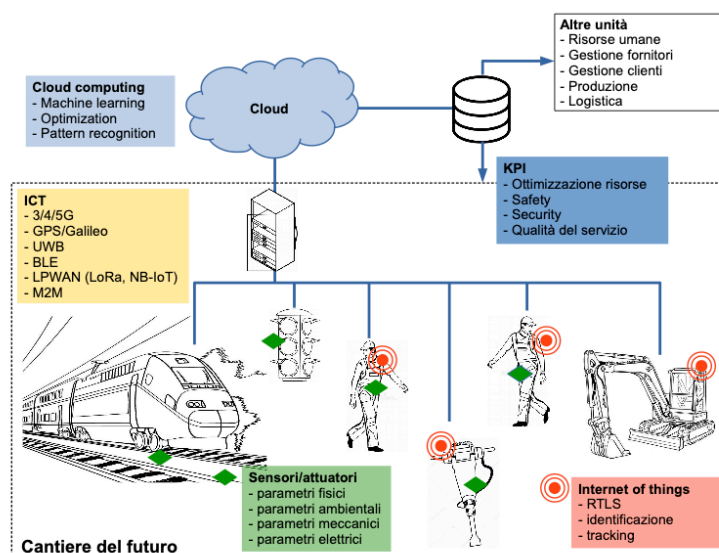 Altre unità
- Risorse umane
- Gestione fornitori
- Gestione clienti
- Produzione
- Logistica
Cloud computing
- Machine learning
- Optimization
- Pattern recognition
Cloud
KPI
- Ottimizzazione risorse
- Safety
- Security
- Qualità del servizio
ICT
- 3/4/5G
- GPS/Galileo
- UWB
- BLE
- LPWAN (LoRa, NB-IoT)
- M2M
Sensori/attuatori
- parametri fisici
- parametri ambientali
- parametri meccanici
- parametri elettrici
Internet of things
- RTLS
- identificazione
- tracking
Cantiere del futuro